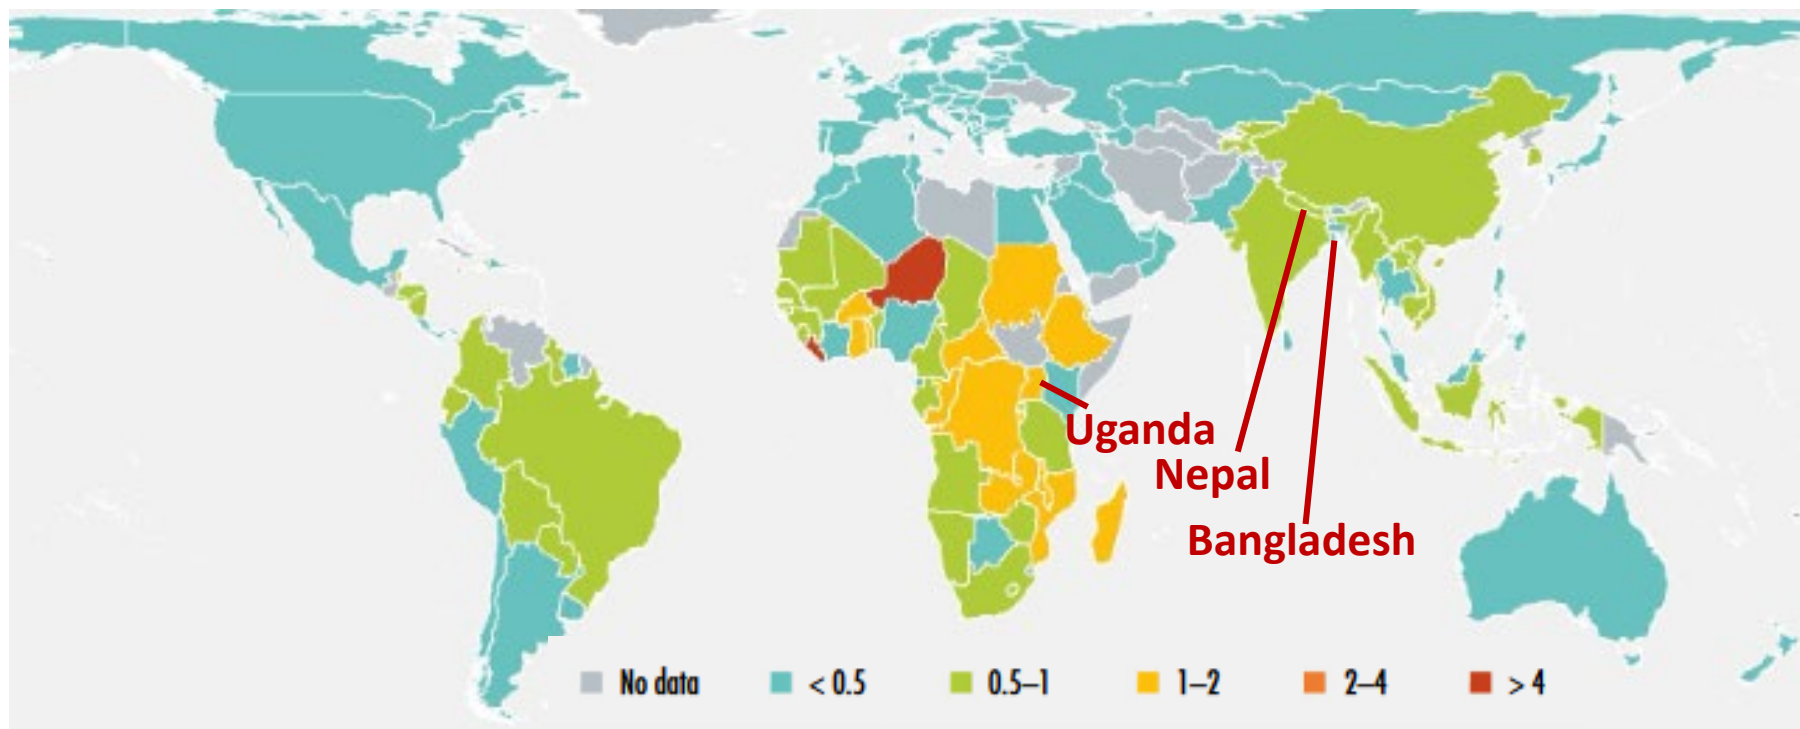 Uganda
Nepal
Bangladesh
No data < 0.5 0.5–1 1–2 2–4 > 4